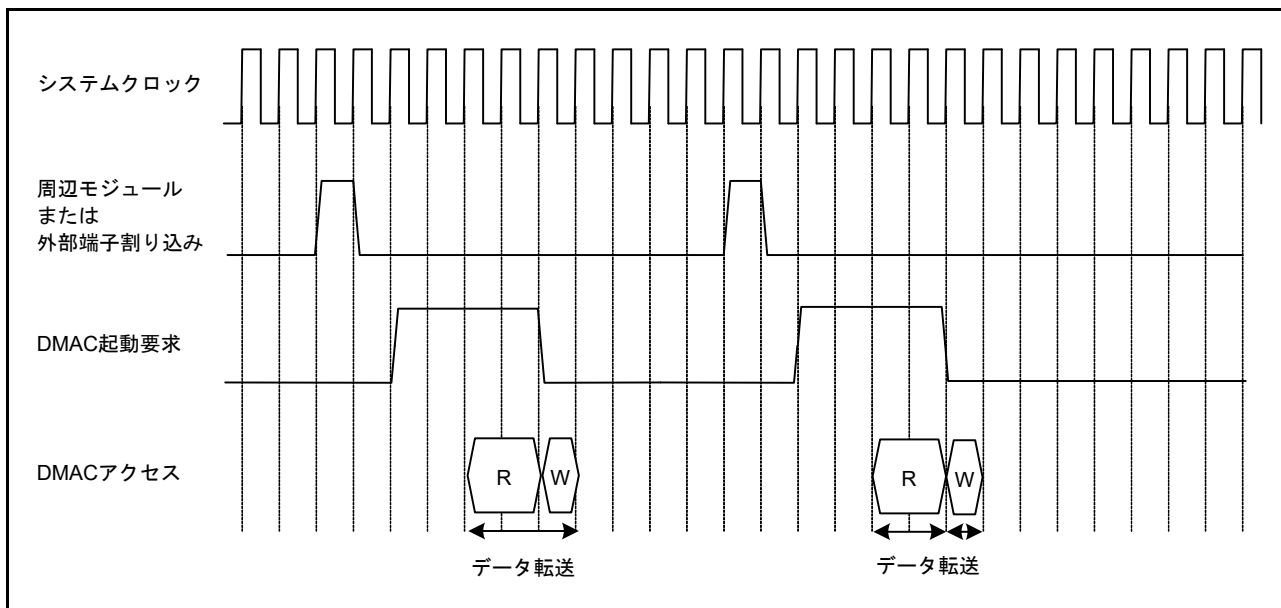 システムクロック
周辺モジュール
または
外部端子割り込み
DMAC起動要求
DMACアクセス
R
W
R
W
データ転送
データ転送